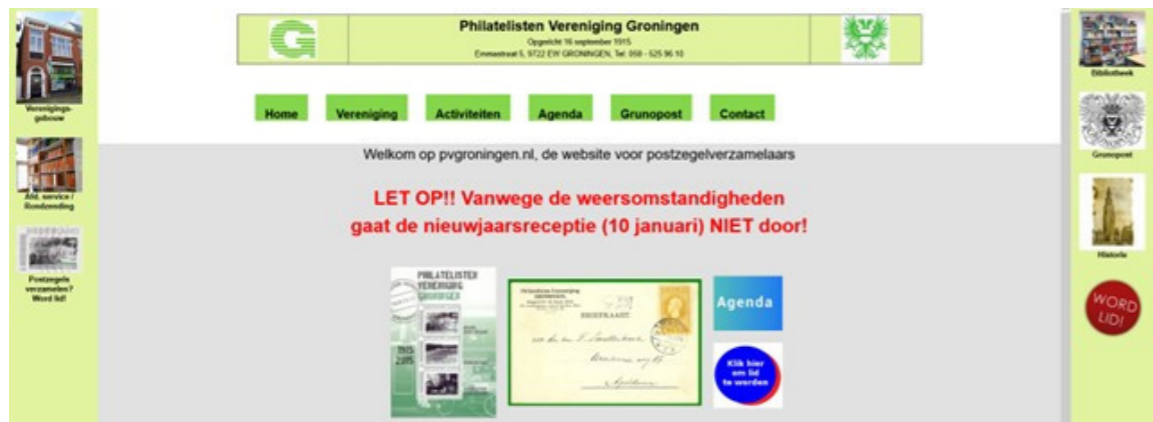 Philatelisten Vereniging Groningen
Opgericht 16 september 1915
Emmastraat 5, 9722 EW GRONINGEN, Tel: 050 - 525 96 10
Home Vereniging Activiteiten Agenda Grunopost Contact
Welkom op pvgroningen.nl, de website voor postzegelverzamelaars
LET OP!! Vanwege de weersomstandigheden
gaat de nieuwjaarsreceptie (10 januari) NIET door!
Verenigings-
gebouw
Afd. service /
Rondzending
Postzegels
verzamelen?
Word lid!
PHILATELISTEN
VERENIGING
GRONINGEN
1915
2015
BRIEFKAART
Agenda
Klik hier
om lid
te worden
Bibliotheek
Grunopost
Historie
WORD
LID!